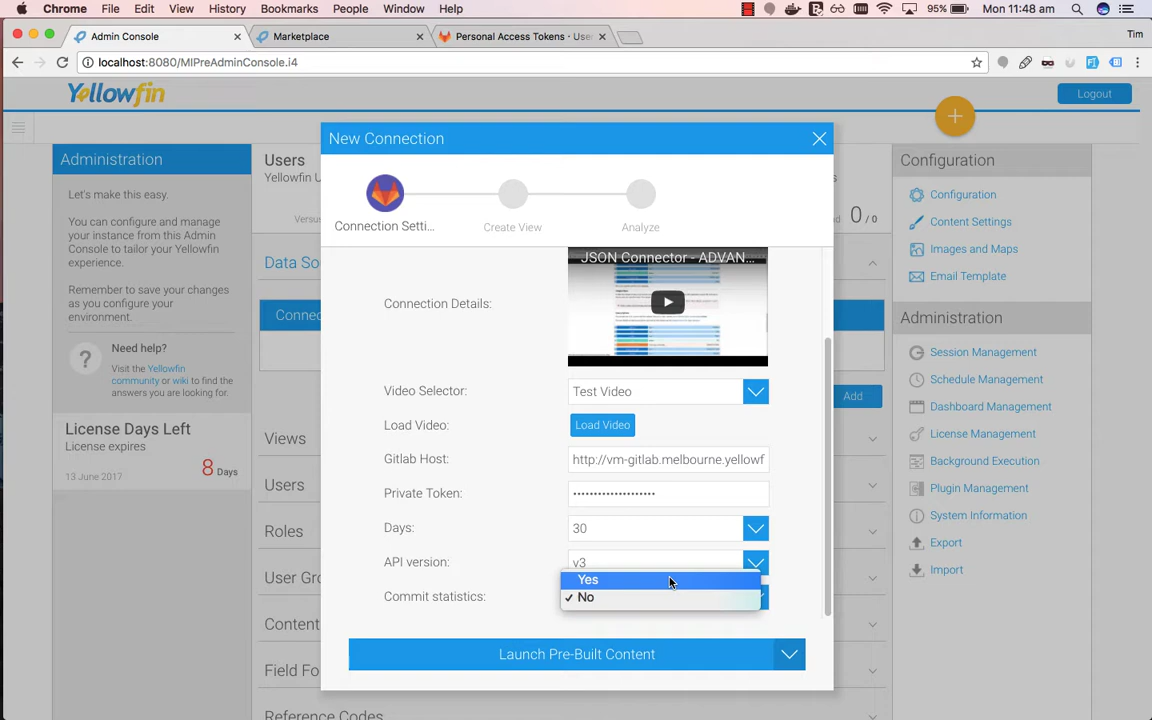 Chrome File Edit View History Bookmarks People Window Help 95% Mon 11:48 am
Admin Console Marketplace Personal Access Tokens · Use Tim
localhost:8080/MIPreAdminConsole.i4
Yellowfin Logout
Administration
Let's make this easy.
You can configure and manage
your instance from this Admin
Console to tailor your Yellowfin
experience.
Remember to save your changes
as you configure your
environment.
Need help?
Visit the Yellowfin
community or wiki to find the
answers you are looking for.
License Days Left
License expires
13 June 2017 8 Days
Users
Yellowfin U
Versus
0 / 0
Data So
Connec
Add
Views
Users
Roles
User Gro
Content
Field Fo
Reference Codes
New Connection
Connection Setti...
Create View
Analyze
JSON Connector - ADVAN...
Connection Details:
Video Selector: Test Video
Load Video: Load Video
Gitlab Host: http://vm-gitlab.melbourne.yellowf
Private Token: ••••••••••••••••••••
Days: 30
API version: v3
Yes
Commit statistics: ✓ No
Launch Pre-Built Content
Configuration
Configuration
Content Settings
Images and Maps
Email Template
Administration
Session Management
Schedule Management
Dashboard Management
License Management
Background Execution
Plugin Management
System Information
Export
Import